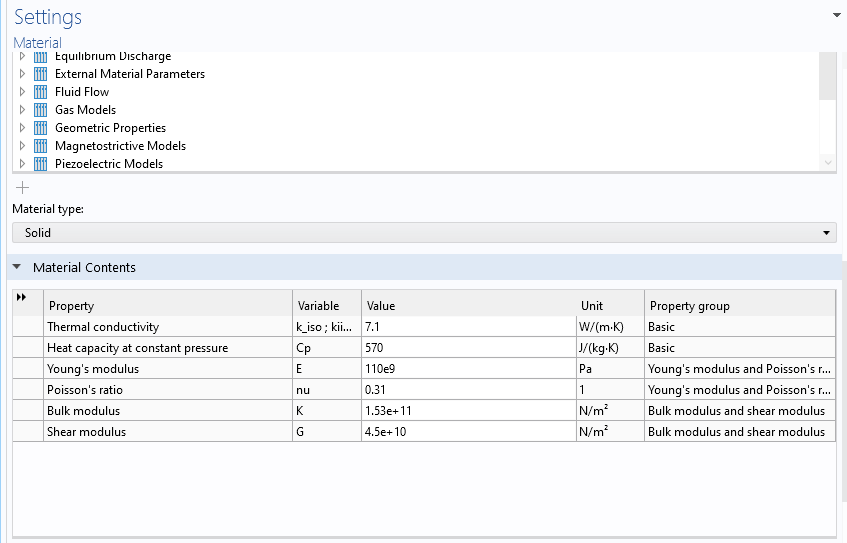 Settings
Material
Equilibrium Discharge
External Material Parameters
Fluid Flow
Gas Models
Geometric Properties
Magnetostrictive Models
Piezoelectric Models
Material type:
Solid
Material Contents
Property Variable Value Unit Property group
Thermal conductivity k_iso ; kii... 7.1 W/(m·K) Basic
Heat capacity at constant pressure Cp 570 J/(kg·K) Basic
Young's modulus E 110e9 Pa Young's modulus and Poisson's r...
Poisson's ratio nu 0.31 1 Young's modulus and Poisson's r...
Bulk modulus K 1.53e+11 N/m² Bulk modulus and shear modulus
Shear modulus G 4.5e+10 N/m² Bulk modulus and shear modulus